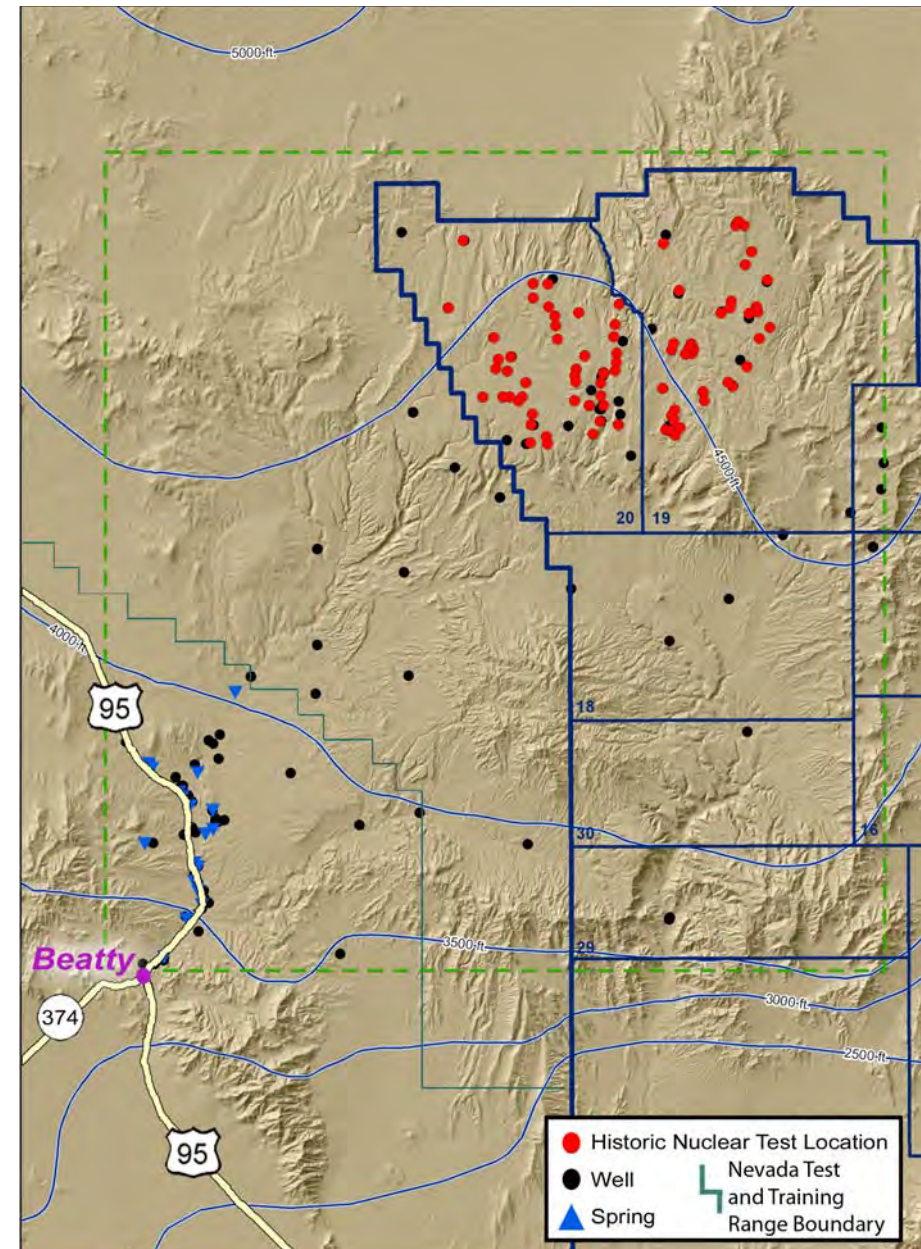 5000 ft.
4500 ft.
20
19
4000 ft.
95
18
30
16
Beatty
3500 ft.
29
374
3000 ft.
2500 ft.
95
Historic Nuclear Test Location
Well
Spring
Nevada Test
and Training
Range Boundary